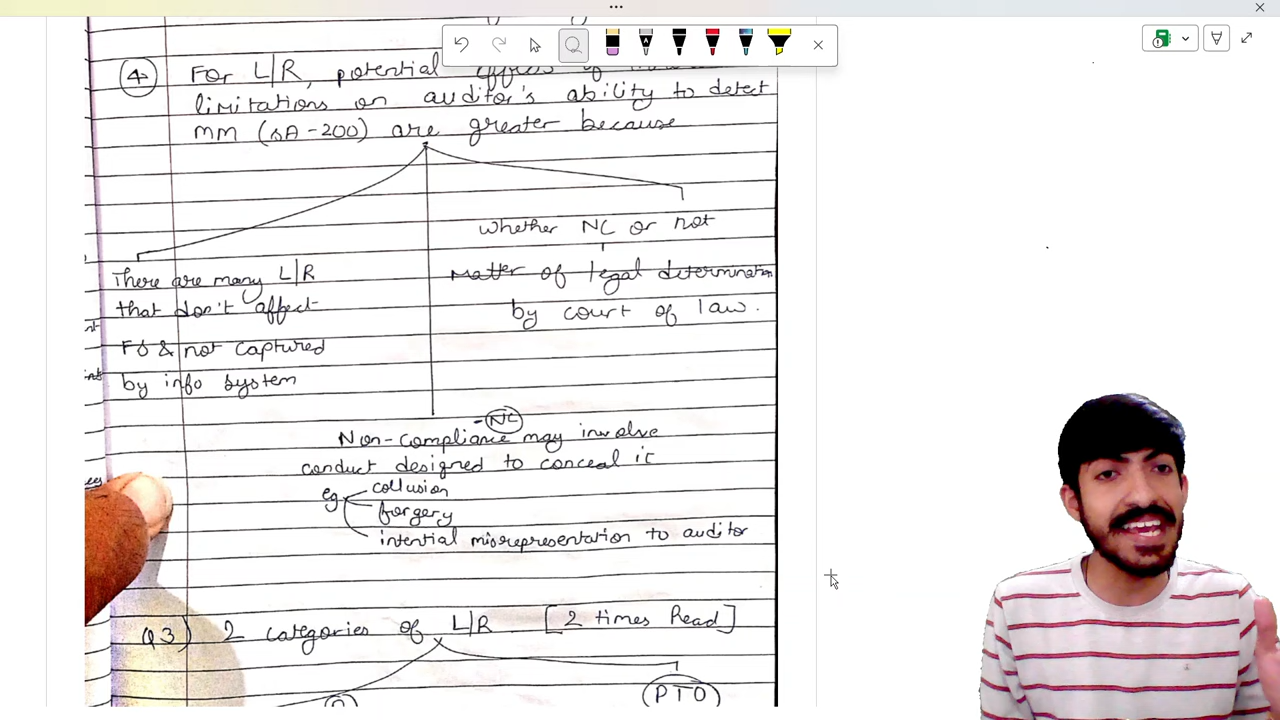 4
For L/R, potential effects of
limitations on auditor's ability to detect
MM (SA-200) are greater because
There are many L/R
that don't affect
FS & not captured
by info system
Whether NC or not
Matter of legal determination
by court of law.
- NC
Non-compliance may involve
conduct designed to conceal it
eg
collusion
forgery
intential misrepresentation to auditor
Q3) 2 categories of L/R [2 times Read]
PTO